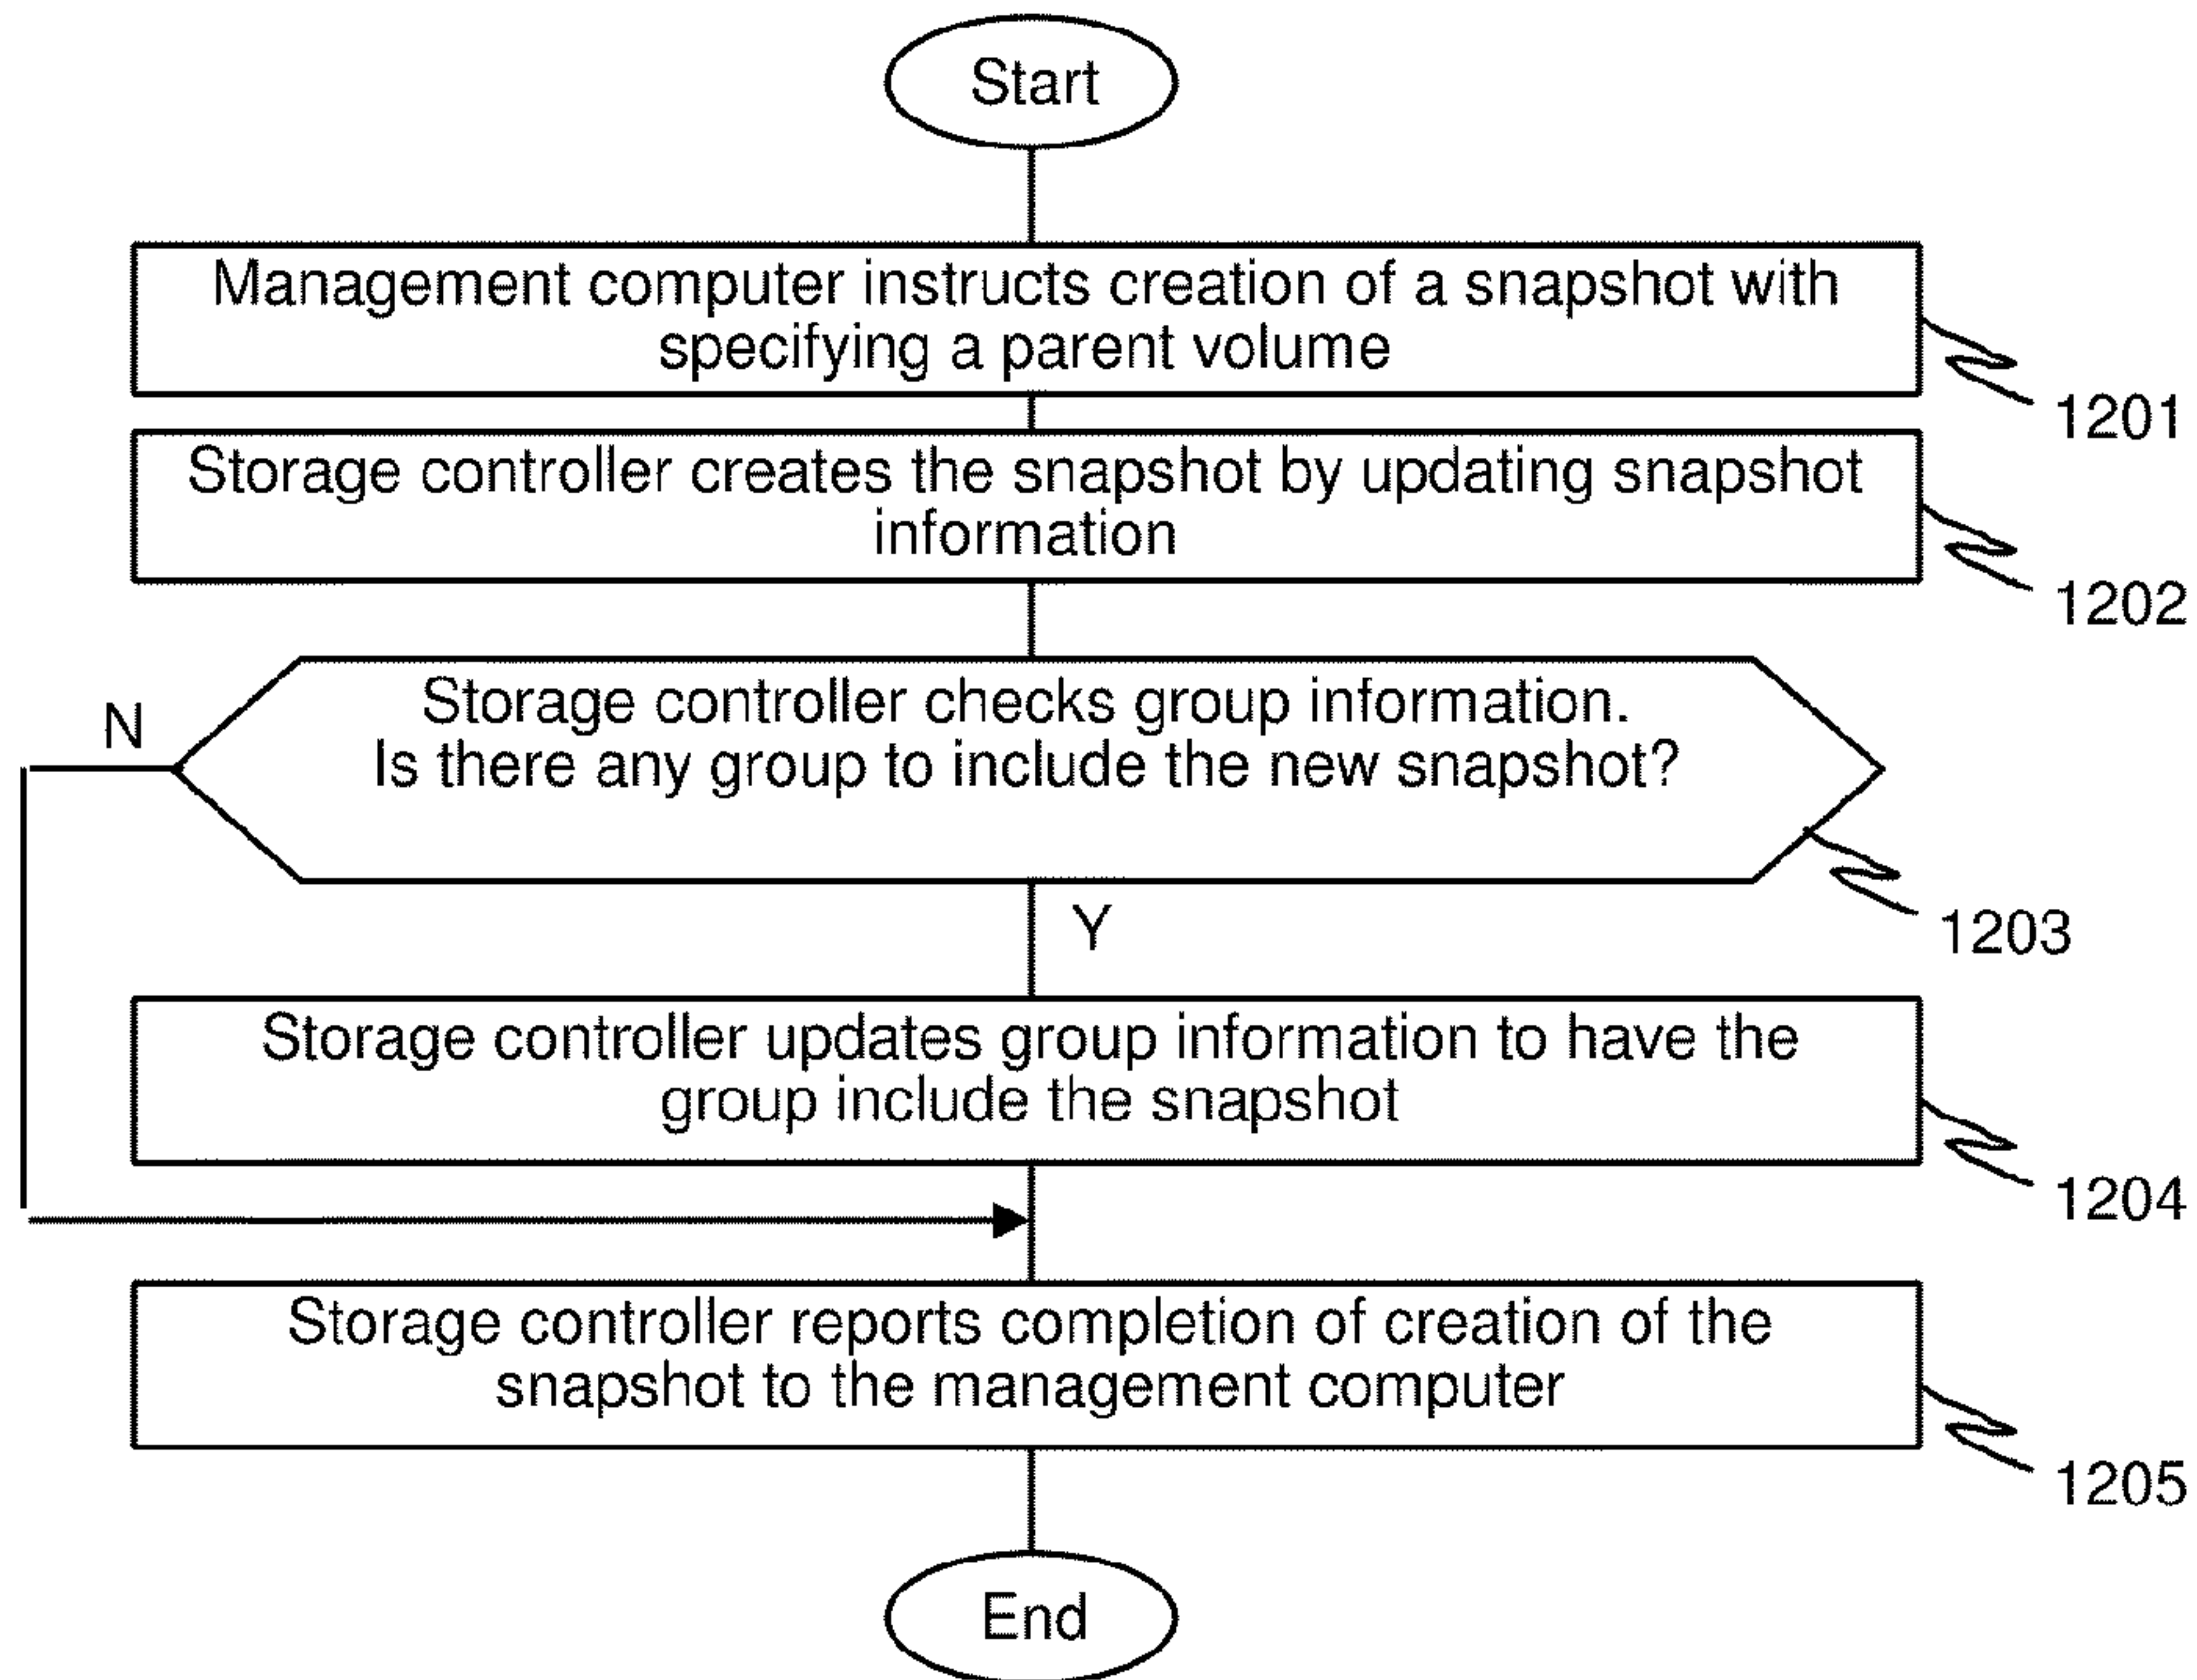 Start
Management computer instructs creation of a snapshot with
specifying a parent volume
1201
Storage controller creates the snapshot by updating snapshot
information
1202
N
Storage controller checks group information.
Is there any group to include the new snapshot?
1203
Y
Storage controller updates group information to have the
group include the snapshot
1204
Storage controller reports completion of creation of the
snapshot to the management computer
1205
End